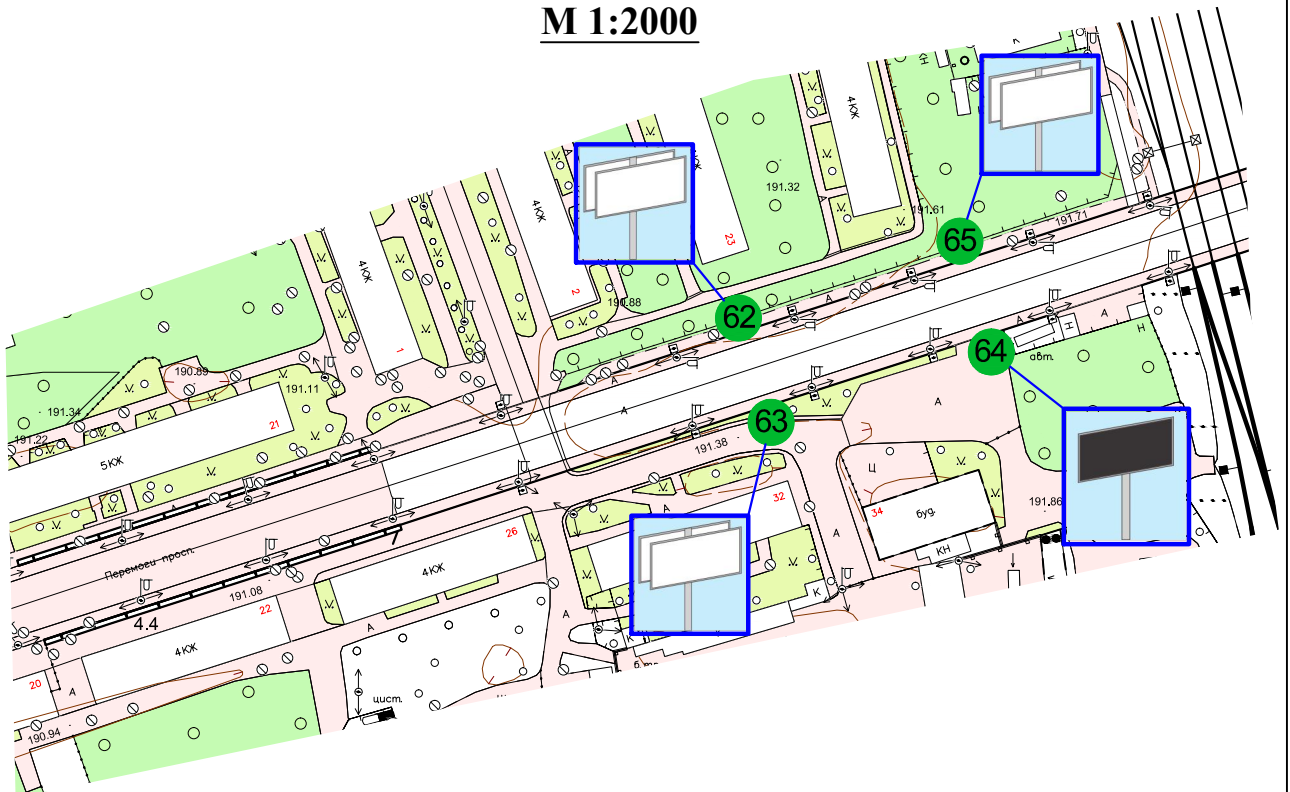 М 1:2000
К
КН
4КЖ
А
4КЖ
191.32
23
191.61
191.71
65
4КЖ
2
190.88
62
А
4КЖ
1
А
А
64
Н
А
Н
авт.
190.89
191.11
191.34
191.22
21
5КЖ
А
63
191.38
А
Ц
32
34
буд.
191.86
КН
А
26
4КЖ
Перемоги просп.
191.08
22
4.4
4КЖ
А
А
К
К
20
А
цист.
190.94